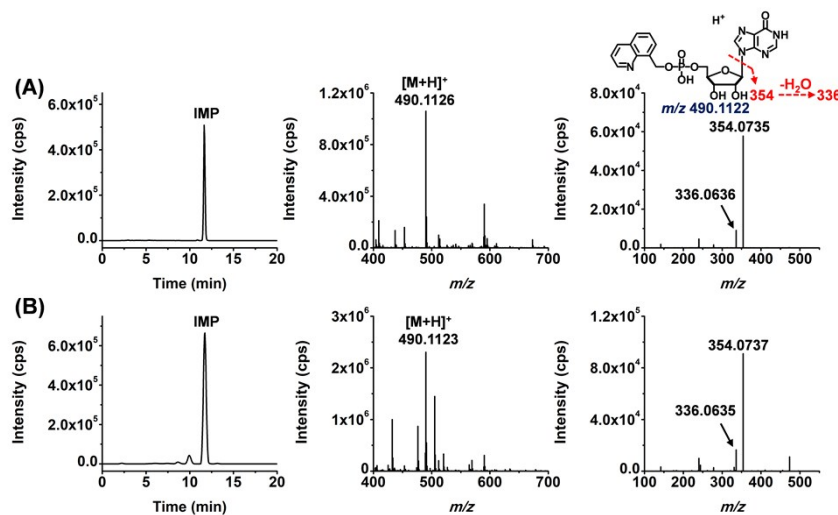 H⁺
O
N
NH
N
N
N
O
O
P
O
OH
O
OH OH
354
-H₂O
336
m/z 490.1122
(A)
6.0x10⁵
4.0x10⁵
2.0x10⁵
0.0
0 5 10 15 20
IMP
Intensity (cps)
Time (min)
[M+H]⁺
490.1126
1.2x10⁶
8.0x10⁵
4.0x10⁵
0.0
400 500 600 700
Intensity (cps)
m/z
8.0x10⁴
6.0x10⁴
4.0x10⁴
2.0x10⁴
0.0
100 200 300 400 500
354.0735
336.0636
Intensity (cps)
m/z
(B)
6.0x10⁵
4.0x10⁵
2.0x10⁵
0.0
0 5 10 15 20
IMP
Intensity (cps)
Time (min)
[M+H]⁺
490.1123
3x10⁶
2x10⁶
1x10⁶
0
400 500 600 700
Intensity (cps)
m/z
1.2x10⁵
8.0x10⁴
4.0x10⁴
0.0
100 200 300 400 500
354.0737
336.0635
Intensity (cps)
m/z